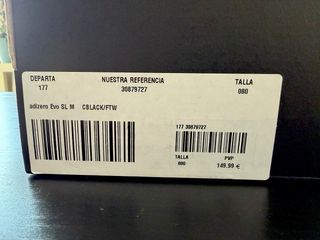 DEPARTA NUESTRA REFERENCIA TALLA
177 30879727 080
adizero Evo SL M CBLACK/FTW
177 30879727
TALLA PVP
080 149.99 €